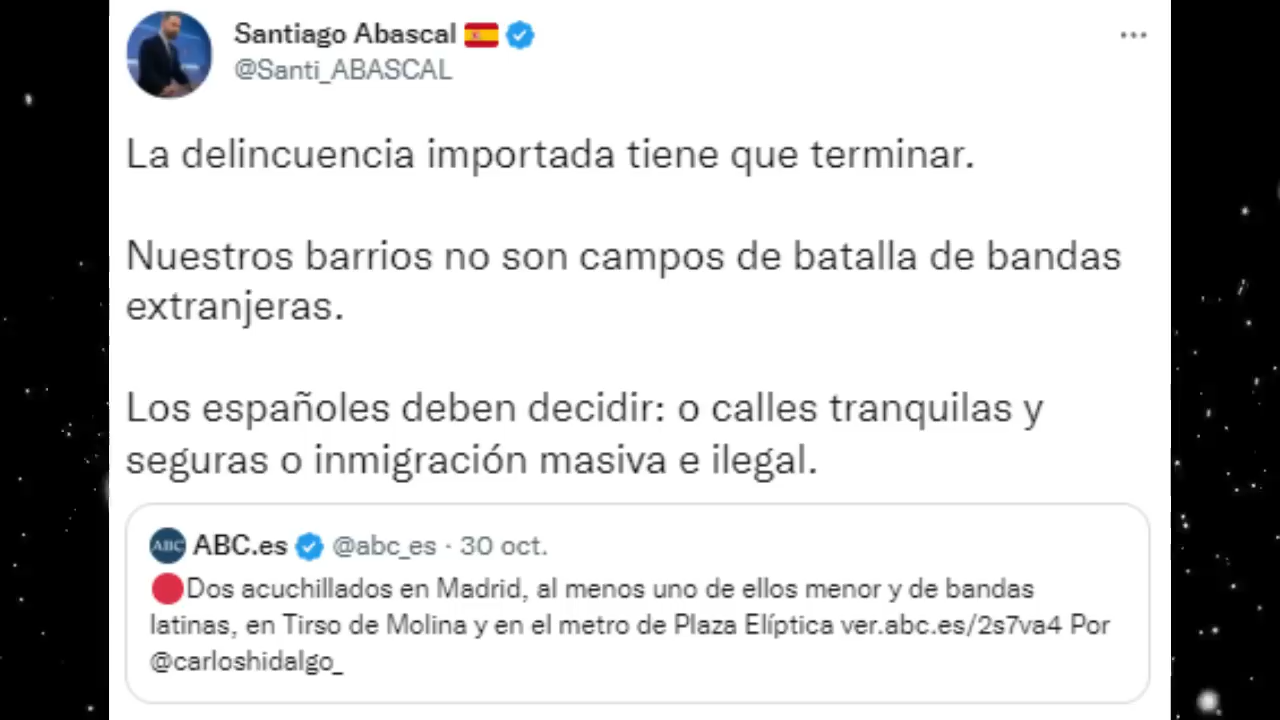 Santiago Abascal
@Santi_ABASCAL
La delincuencia importada tiene que terminar.
Nuestros barrios no son campos de batalla de bandas
extranjeras.
Los españoles deben decidir: o calles tranquilas y
seguras o inmigración masiva e ilegal.
ABC ABC.es @abc_es · 30 oct.
Dos acuchillados en Madrid, al menos uno de ellos menor y de bandas
latinas, en Tirso de Molina y en el metro de Plaza Elíptica ver.abc.es/2s7va4 Por
@carloshidalgo_